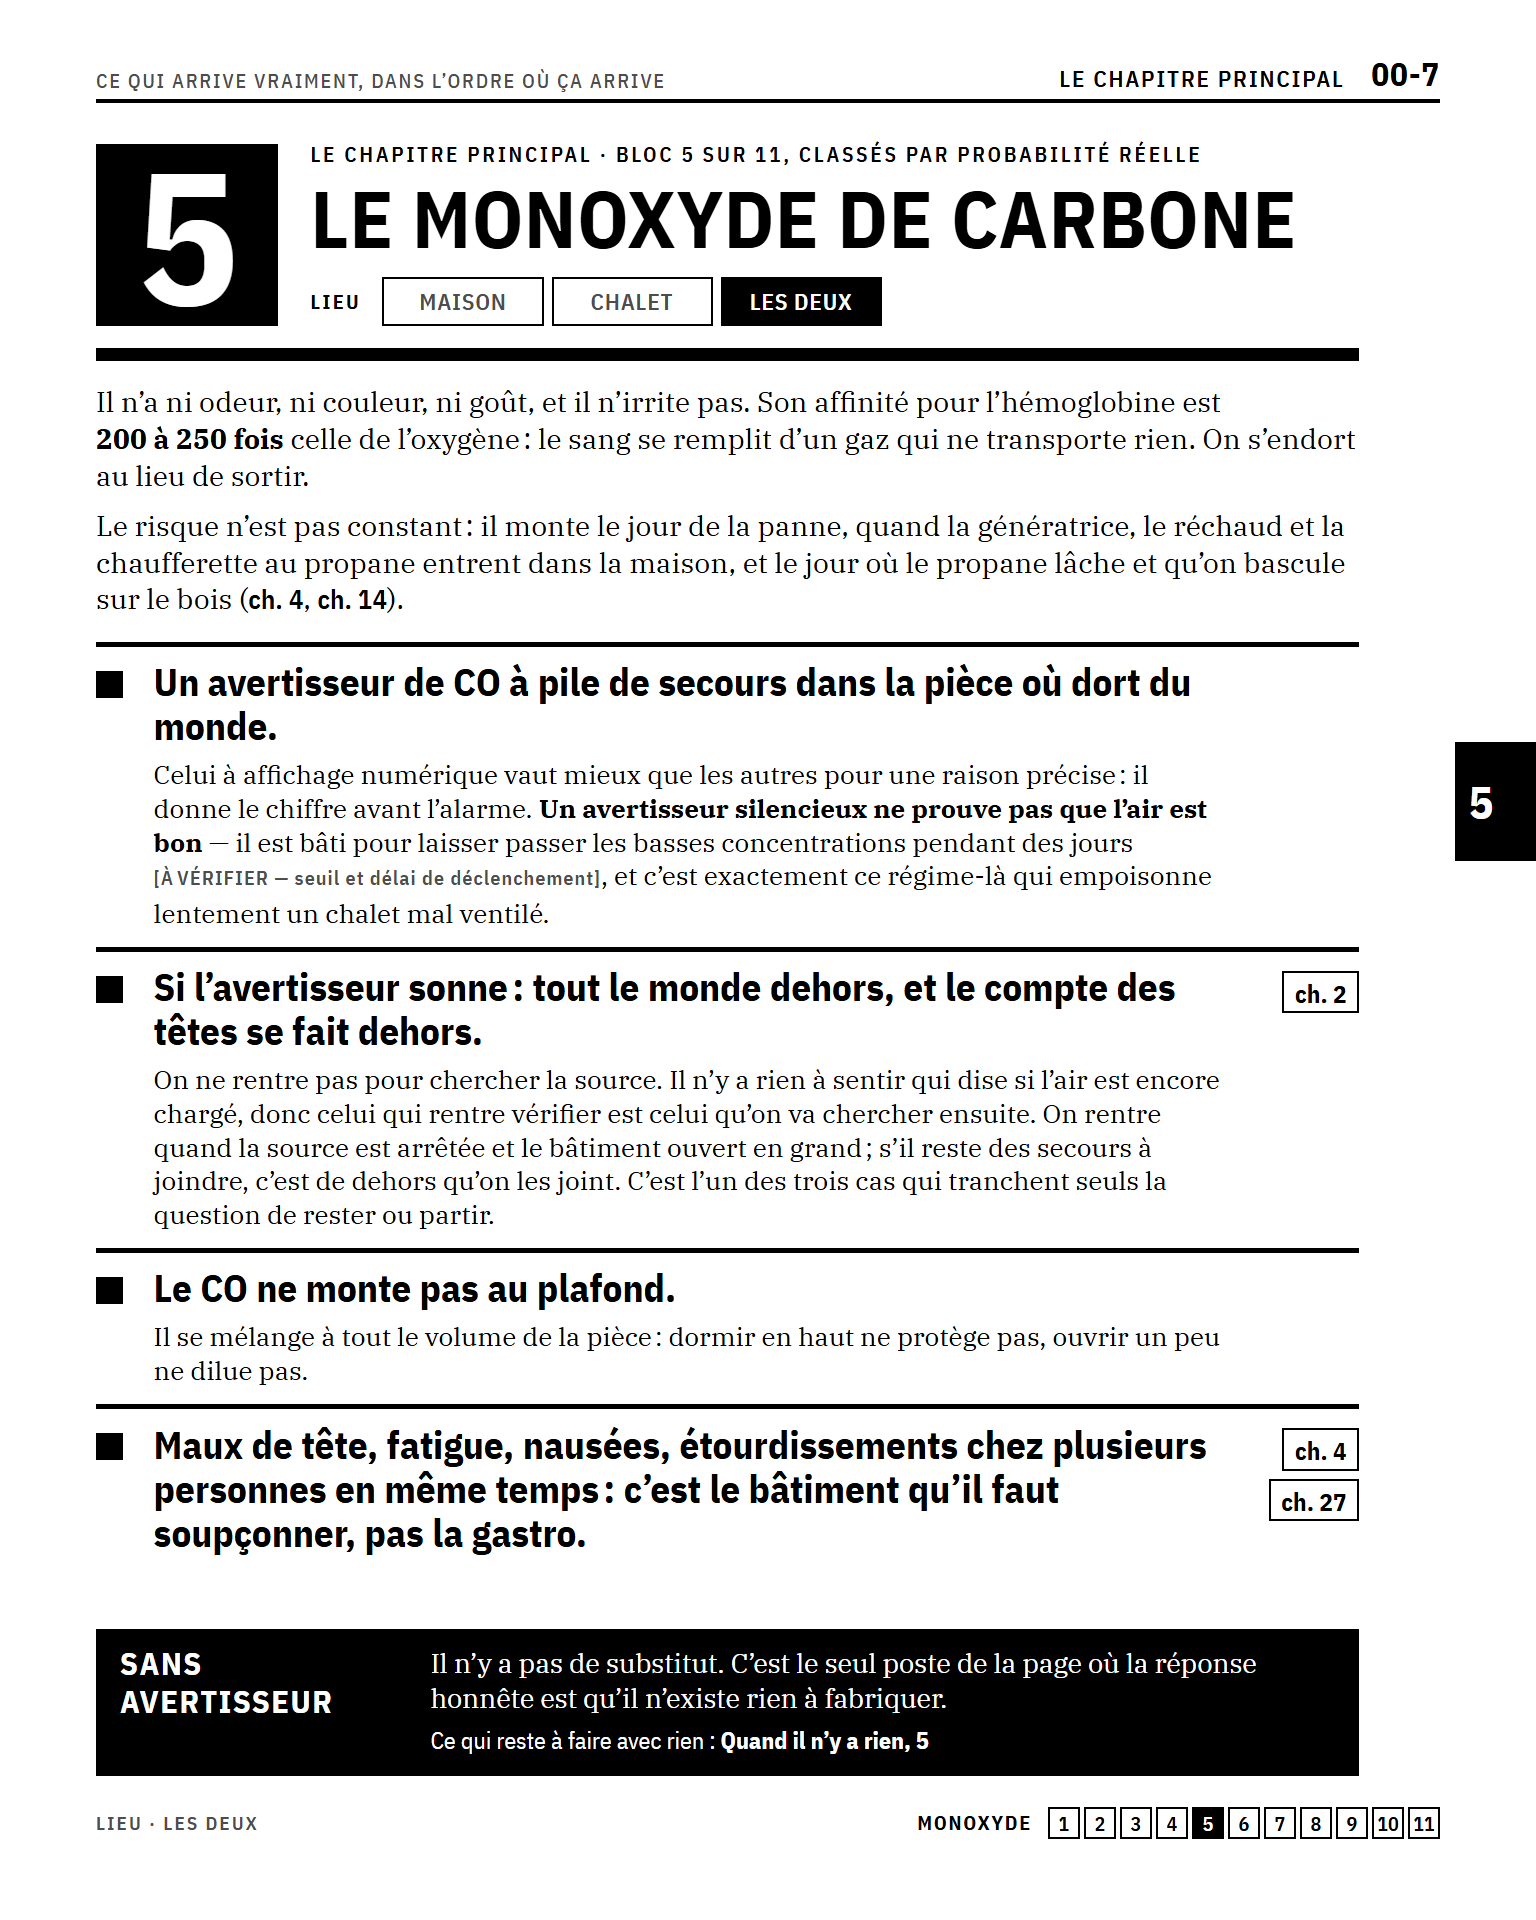 CE QUI ARRIVE VRAIMENT, DANS L’ORDRE OÙ ÇA ARRIVE
LE CHAPITRE PRINCIPAL 00-7
5
LE CHAPITRE PRINCIPAL · BLOC 5 SUR 11, CLASSÉS PAR PROBABILITÉ RÉELLE
LE MONOXYDE DE CARBONE
LIEU MAISON CHALET LES DEUX
Il n’a ni odeur, ni couleur, ni goût, et il n’irrite pas. Son affinité pour l’hémoglobine est
200 à 250 fois celle de l’oxygène : le sang se remplit d’un gaz qui ne transporte rien. On s’endort
au lieu de sortir.
Le risque n’est pas constant : il monte le jour de la panne, quand la génératrice, le réchaud et la
chaufferette au propane entrent dans la maison, et le jour où le propane lâche et qu’on bascule
sur le bois (ch. 4, ch. 14).
Un avertisseur de CO à pile de secours dans la pièce où dort du
monde.
Celui à affichage numérique vaut mieux que les autres pour une raison précise : il
donne le chiffre avant l’alarme. Un avertisseur silencieux ne prouve pas que l’air est
bon — il est bâti pour laisser passer les basses concentrations pendant des jours
[À VÉRIFIER — seuil et délai de déclenchement], et c’est exactement ce régime-là qui empoisonne
lentement un chalet mal ventilé.
5
Si l’avertisseur sonne : tout le monde dehors, et le compte des
têtes se fait dehors.
ch. 2
On ne rentre pas pour chercher la source. Il n’y a rien à sentir qui dise si l’air est encore
chargé, donc celui qui rentre vérifier est celui qu’on va chercher ensuite. On rentre
quand la source est arrêtée et le bâtiment ouvert en grand ; s’il reste des secours à
joindre, c’est de dehors qu’on les joint. C’est l’un des trois cas qui tranchent seuls la
question de rester ou partir.
Le CO ne monte pas au plafond.
Il se mélange à tout le volume de la pièce : dormir en haut ne protège pas, ouvrir un peu
ne dilue pas.
Maux de tête, fatigue, nausées, étourdissements chez plusieurs
personnes en même temps : c’est le bâtiment qu’il faut
soupçonner, pas la gastro.
ch. 4
ch. 27
SANS
AVERTISSEUR
Il n’y a pas de substitut. C’est le seul poste de la page où la réponse
honnête est qu’il n’existe rien à fabriquer.
Ce qui reste à faire avec rien : Quand il n’y a rien, 5
LIEU · LES DEUX
MONOXYDE 1 2 3 4 5 6 7 8 9 10 11